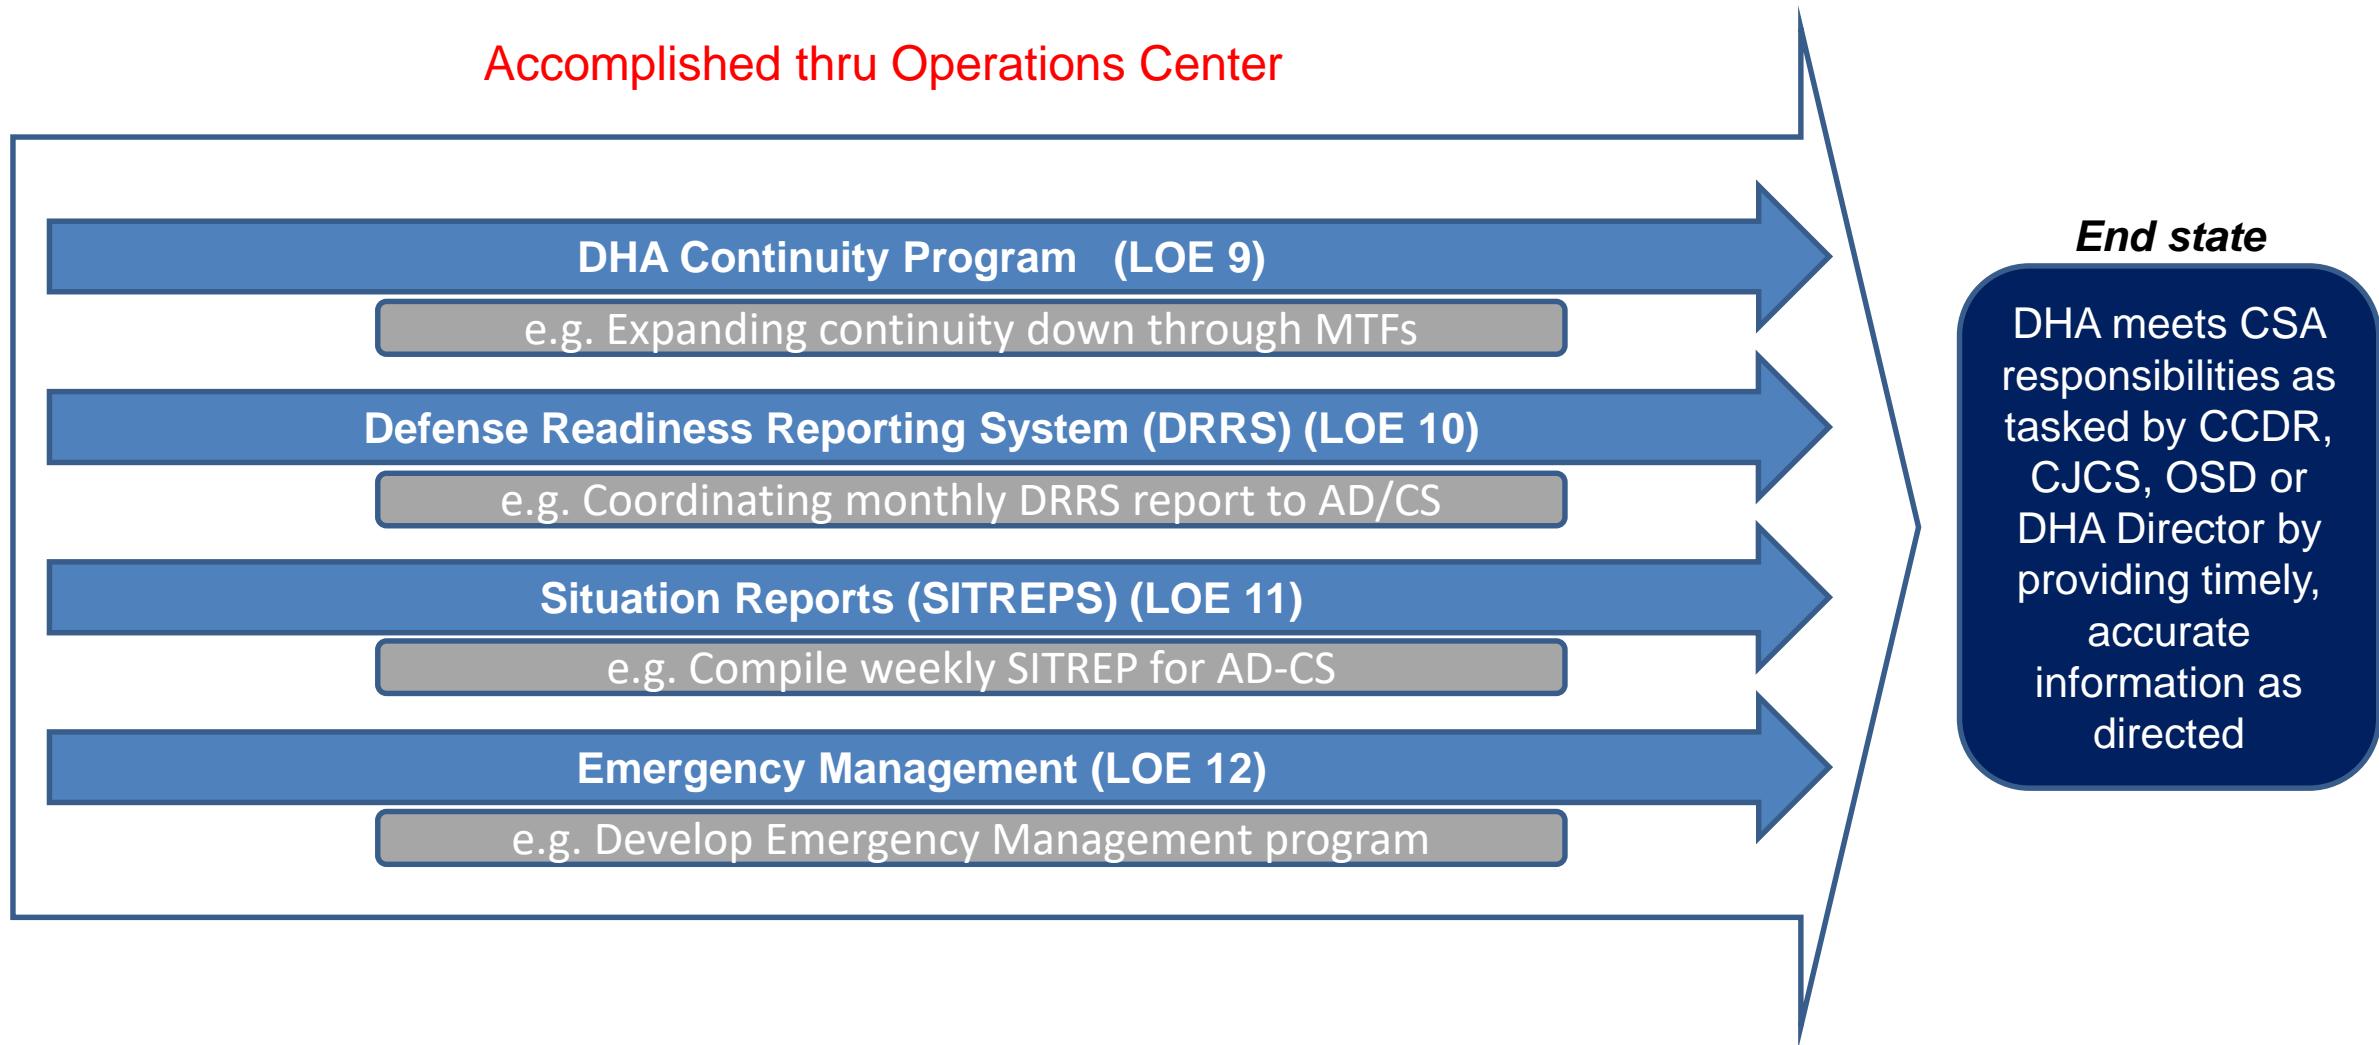 Accomplished thru Operations Center
DHA Continuity Program (LOE 9)
e.g. Expanding continuity down through MTFs
Defense Readiness Reporting System (DRRS) (LOE 10)
e.g. Coordinating monthly DRRS report to AD/CS
Situation Reports (SITREPS) (LOE 11)
e.g. Compile weekly SITREP for AD-CS
Emergency Management (LOE 12)
e.g. Develop Emergency Management program
End state
DHA meets CSA
responsibilities as
tasked by CCDR,
CJCS, OSD or
DHA Director by
providing timely,
accurate
information as
directed